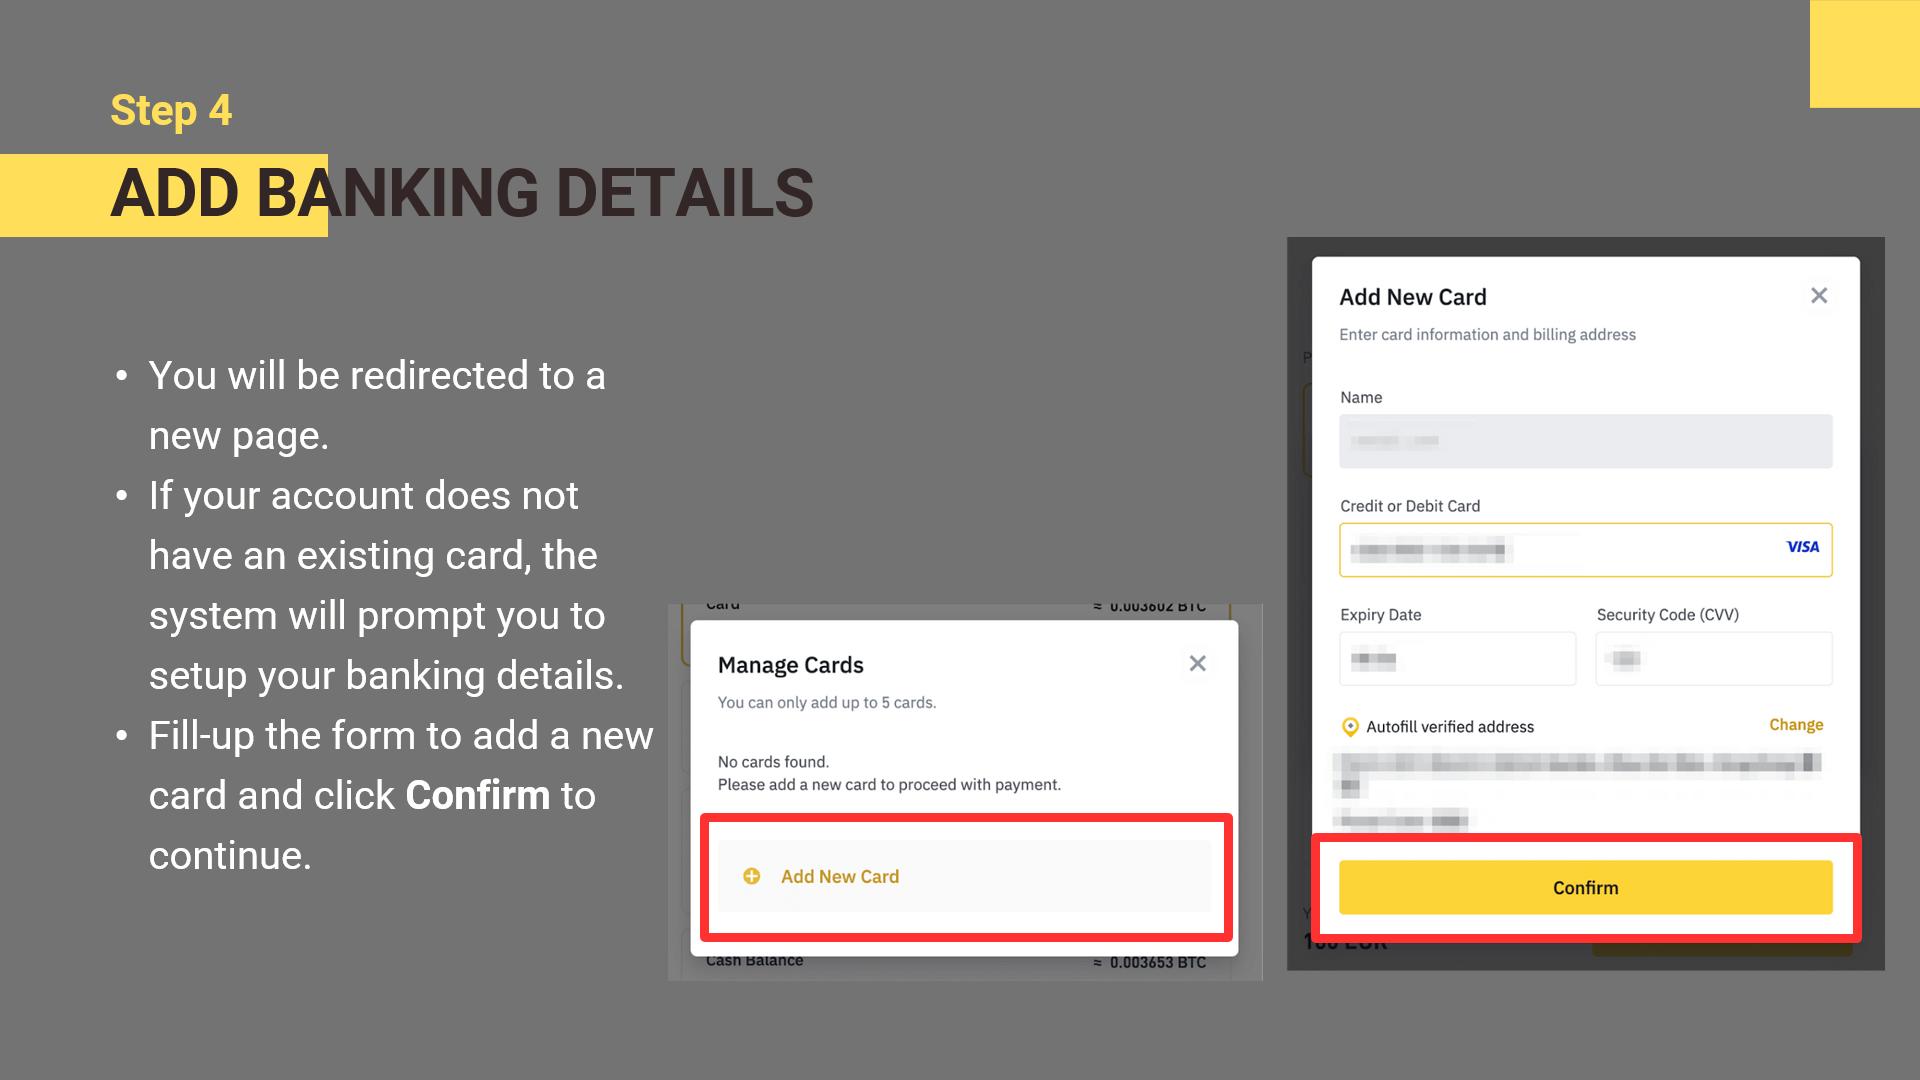 Step 4
ADD BANKING DETAILS
• You will be redirected to a
new page.
• If your account does not
have an existing card, the
system will prompt you to
setup your banking details.
• Fill-up the form to add a new
card and click Confirm to
continue.
Card ≈ 0.003602 BTC
Manage Cards
You can only add up to 5 cards.
No cards found.
Please add a new card to proceed with payment.
Add New Card
Cash Balance ≈ 0.003653 BTC
Add New Card
Enter card information and billing address
P
Name
Credit or Debit Card
VISA
Expiry Date Security Code (CVV)
Autofill verified address Change
Confirm
Y
EUR